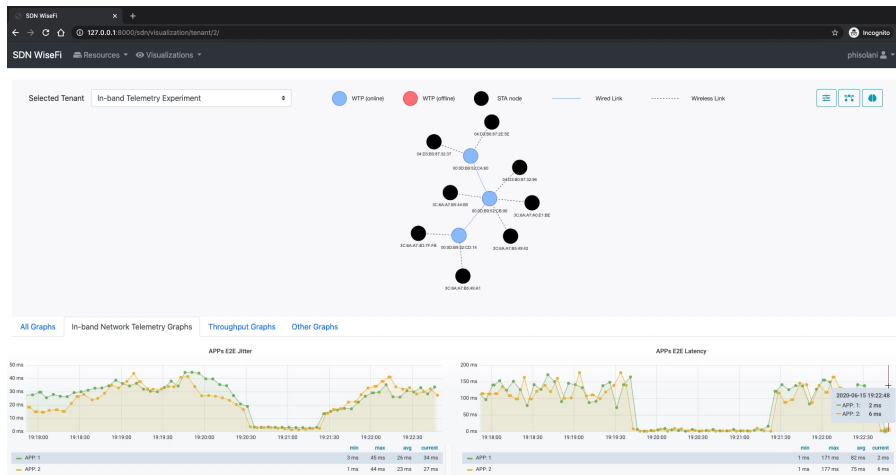 SDN WiseFi
127.0.0.1:8000/sdn/visualization/tenant/2/
Incognito
SDN WiseFi Resources Visualizations phisolani
Selected Tenant In-band Telemetry Experiment WTP (online) WTP (offline) STA node Wired Link Wireless Link
All Graphs In-band Network Telemetry Graphs Throughput Graphs Other Graphs
APPs E2E Jitter
50 ms
40 ms
30 ms
20 ms
10 ms
0 ms
19:18:00 19:18:30 19:19:00 19:19:30 19:20:00 19:20:30 19:21:00 19:21:30 19:22:00 19:22:30
min max avg current
APP: 1 3 ms 45 ms 26 ms 34 ms
APP: 2 1 ms 44 ms 23 ms 27 ms
APPs E2E Latency
200 ms
150 ms
100 ms
50 ms
0 ms
19:18:00 19:18:30 19:19:00 19:19:30 19:20:00 19:20:30 19:21:00 19:21:30 19:22:00 19:22:30
2020-06-15 19:22:48
APP: 1: 2 ms
APP: 2: 6 ms
min max avg current
APP: 1 1 ms 171 ms 82 ms 2 ms
APP: 2 1 ms 177 ms 75 ms 6 ms